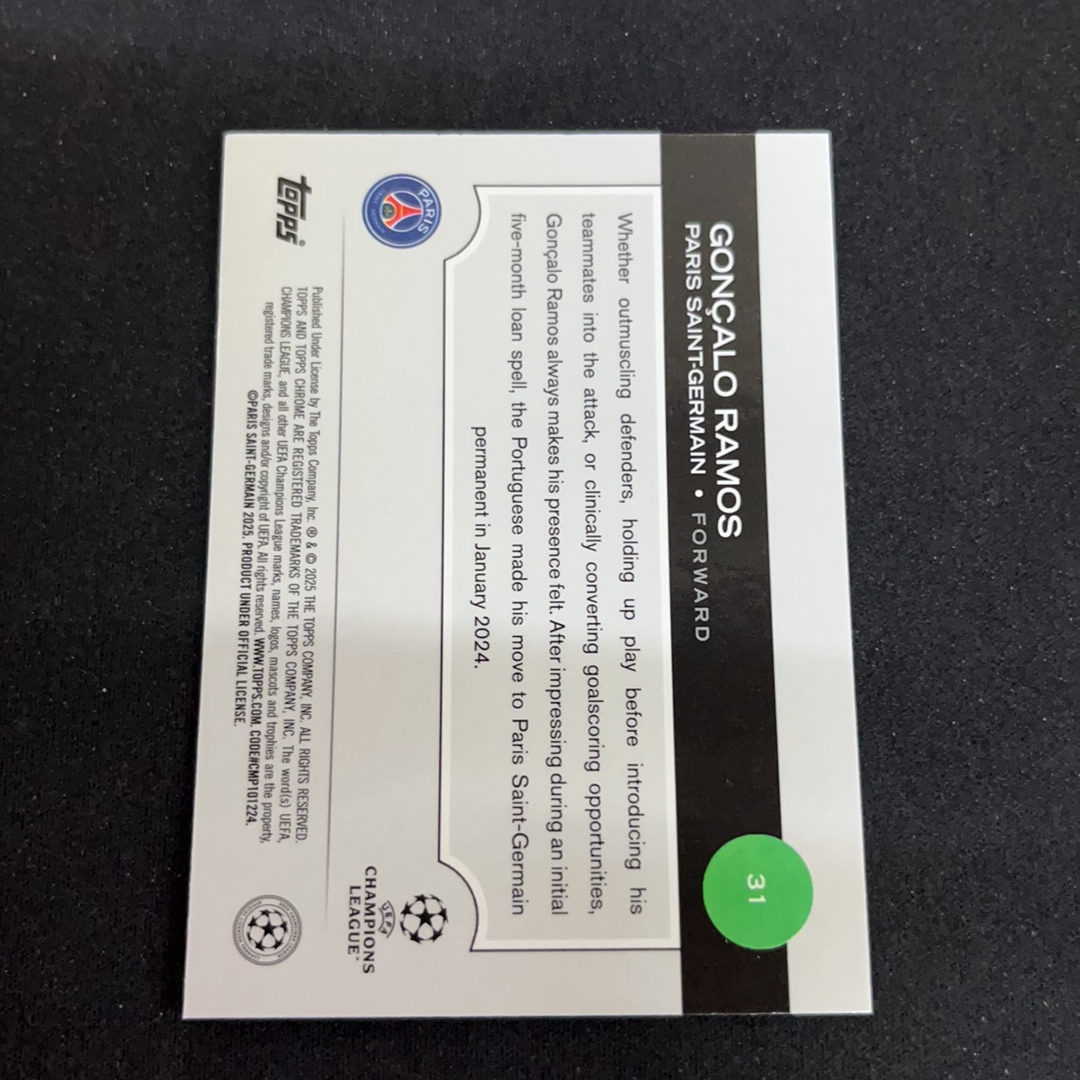 GONÇALO RAMOS
PARIS SAINT-GERMAIN • FORWARD
31
Whether outmuscling defenders, holding up play before introducing his
teammates into the attack, or clinically converting goalscoring opportunities,
Gonçalo Ramos always makes his presence felt. After impressing during an initial
five-month loan spell, the Portuguese made his move to Paris Saint-Germain
permanent in January 2024.
PARIS
UEFA
CHAMPIONS
LEAGUE
topps
Published Under License by The Topps Company, Inc. ® & © 2025 THE TOPPS COMPANY, INC. ALL RIGHTS RESERVED.
TOPPS AND TOPPS CHROME ARE REGISTERED TRADEMARKS OF THE TOPPS COMPANY, INC. The word(s) UEFA,
CHAMPIONS LEAGUE, and all other UEFA Champions League marks, names, logos, mascots and trophies are the property,
registered trade marks, designs and/or copyright of UEFA. All rights reserved. WWW.TOPPS.COM. CODE#CMP101224.
©PARIS SAINT-GERMAIN 2025. PRODUCT UNDER OFFICIAL LICENSE.